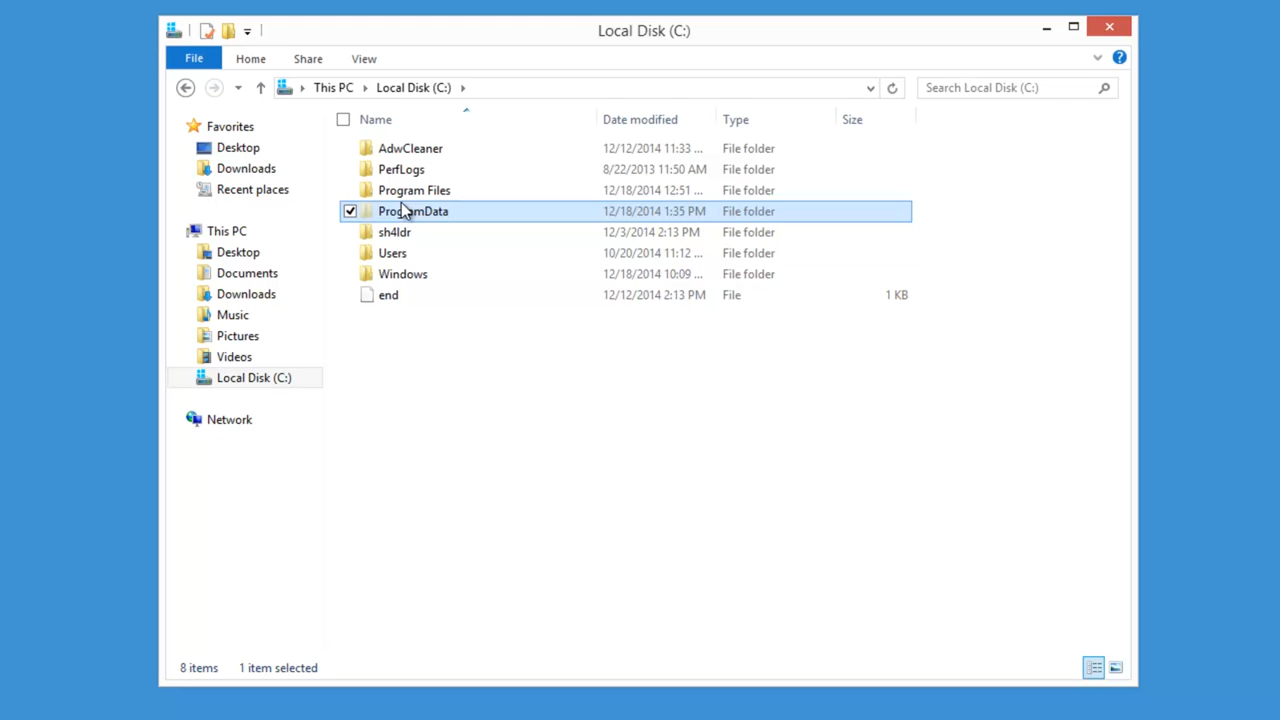 Local Disk (C:)
File Home Share View
This PC Local Disk (C:) Search Local Disk (C:)
Name Date modified Type Size
Favorites
Desktop
Downloads
Recent places
This PC
Desktop
Documents
Downloads
Music
Pictures
Videos
Local Disk (C:)
Network
AdwCleaner 12/12/2014 11:33 ... File folder
PerfLogs 8/22/2013 11:50 AM File folder
Program Files 12/18/2014 12:51 ... File folder
ProgramData 12/18/2014 1:35 PM File folder
sh4ldr 12/3/2014 2:13 PM File folder
Users 10/20/2014 11:12 ... File folder
Windows 12/18/2014 10:09 ... File folder
end 12/12/2014 2:13 PM File 1 KB
8 items 1 item selected